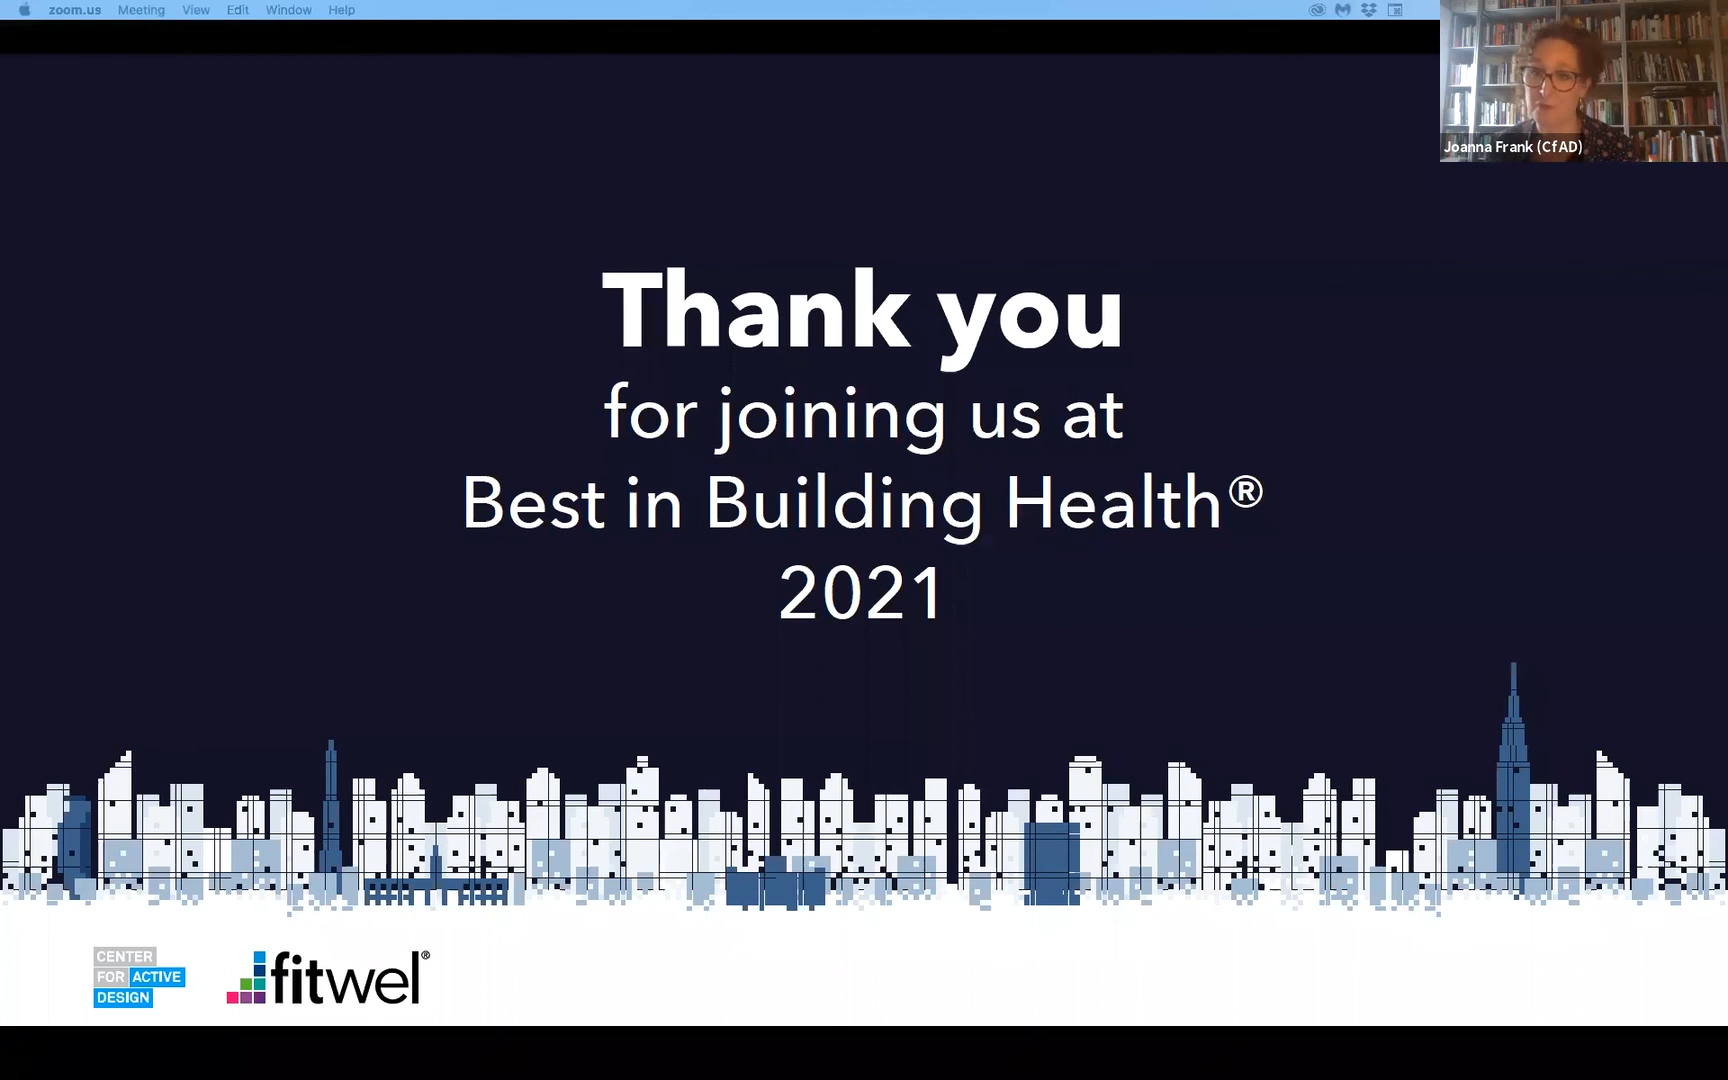 zoom.us Meeting View Edit Window Help
Joanna Frank (CfAD)
Thank you
for joining us at
Best in Building Health®
2021
CENTER
FOR ACTIVE
DESIGN
fitwel®